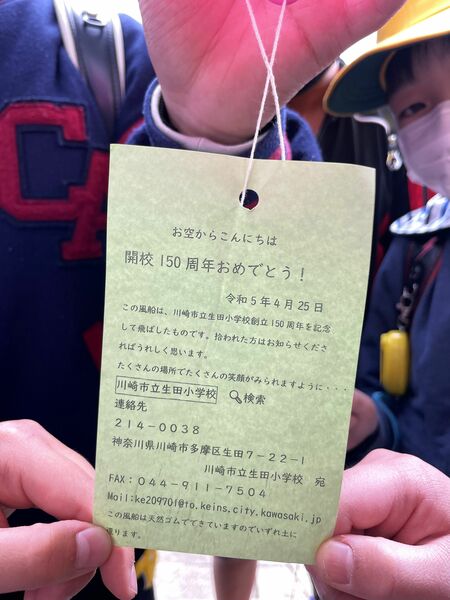 お空からこんにちは
開校150周年おめでとう！
令和5年4月25日
この風船は、川崎市立生田小学校創立150周年を記念
して飛ばしたものです。拾われた方はお知らせくださ
ればうれしく思います。
たくさんの場所でたくさんの笑顔がみられますように・・・
川崎市立生田小学校 検索
連絡先
２１４－００３８
神奈川県川崎市多摩区生田７－２２－１
川崎市立生田小学校 宛
FAX：０４４－９１１－７５０４
Mail:ke209701@to.keins.city.kawasaki.jp
この風船は天然ゴムでできていますのでいずれ土に
還ります。